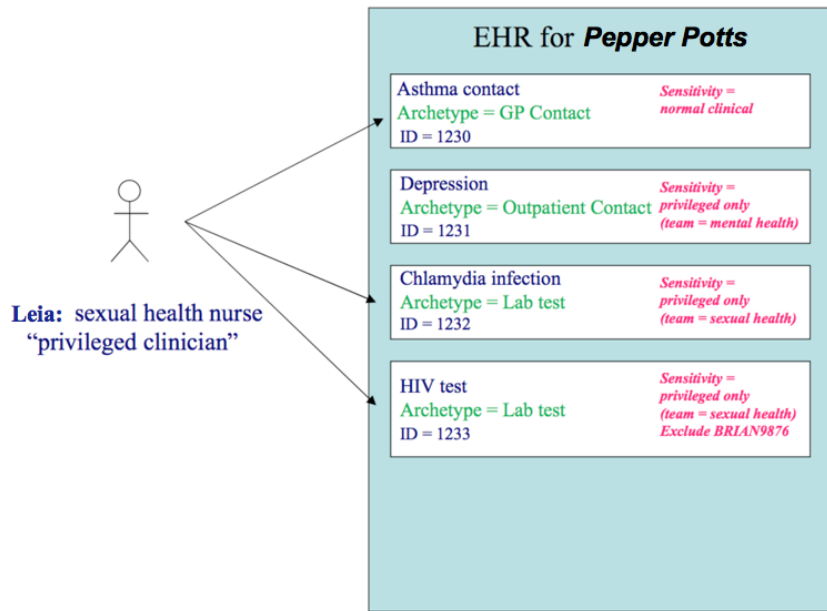 EHR for Pepper Potts
Asthma contact
Archetype = GP Contact
ID = 1230
Sensitivity =
normal clinical
Depression
Archetype = Outpatient Contact
ID = 1231
Sensitivity =
privileged only
(team = mental health)
Chlamydia infection
Archetype = Lab test
ID = 1232
Sensitivity =
privileged only
(team = sexual health)
HIV test
Archetype = Lab test
ID = 1233
Sensitivity =
privileged only
(team = sexual health)
Exclude BRIAN9876
Leia: sexual health nurse
“privileged clinician”